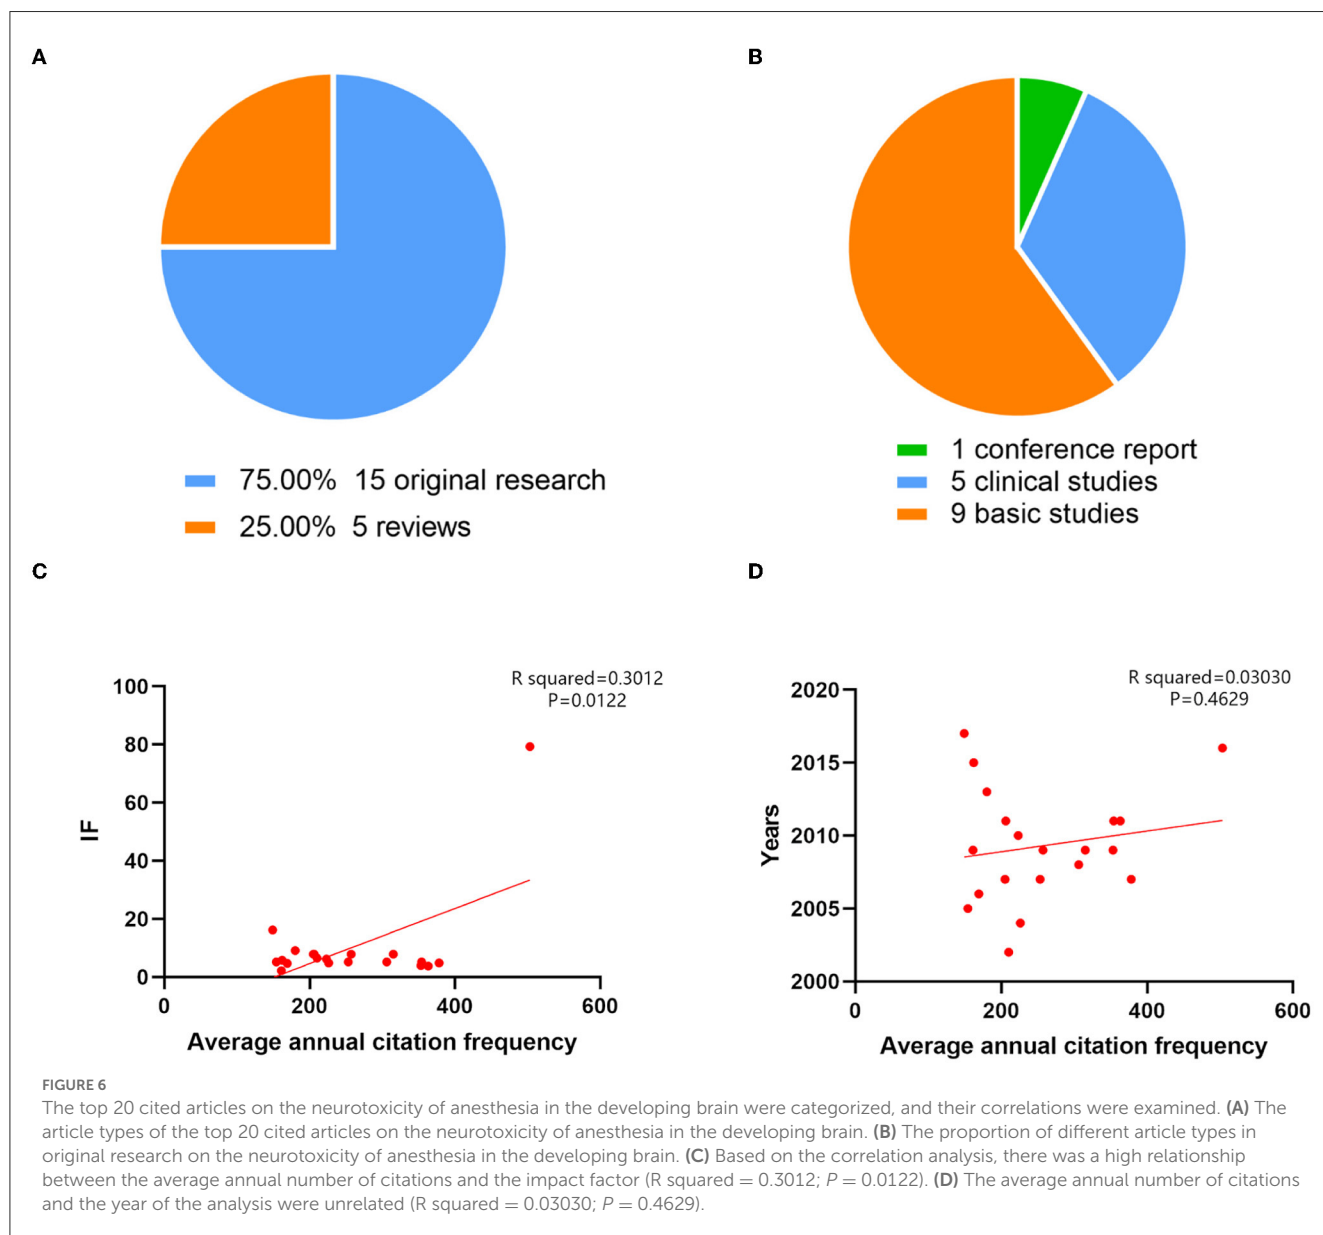 A
B
75.00% 15 original research
25.00% 5 reviews
1 conference report
5 clinical studies
9 basic studies
C
D
R squared=0.3012
P=0.0122
100
80
60
40
20
0
IF
0
200
400
600
Average annual citation frequency
R squared=0.03030
P=0.4629
2020
2015
2010
2005
2000
Years
0
200
400
600
Average annual citation frequency
FIGURE 6
The top 20 cited articles on the neurotoxicity of anesthesia in the developing brain were categorized, and their correlations were examined. (A) The
article types of the top 20 cited articles on the neurotoxicity of anesthesia in the developing brain. (B) The proportion of different article types in
original research on the neurotoxicity of anesthesia in the developing brain. (C) Based on the correlation analysis, there was a high relationship
between the average annual number of citations and the impact factor (R squared = 0.3012; P = 0.0122). (D) The average annual number of citations
and the year of the analysis were unrelated (R squared = 0.03030; P = 0.4629).